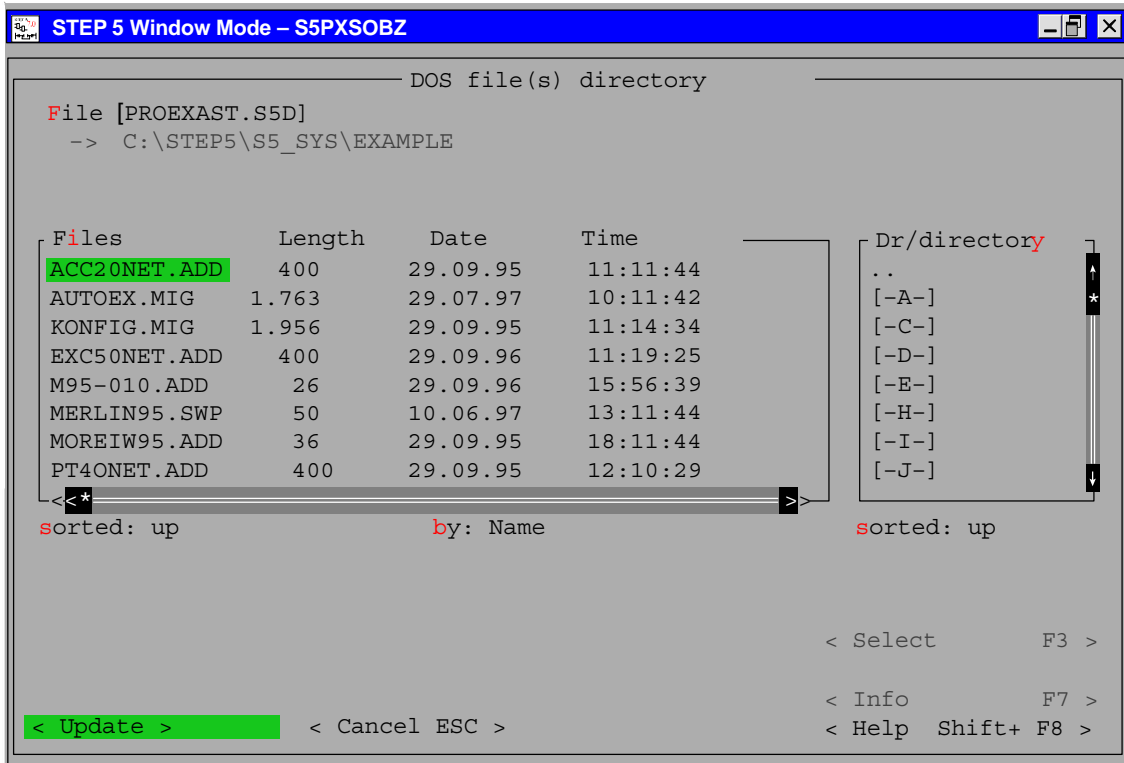 STEP 5 Window Mode – S5PXSOBZ
DOS file(s) directory
File [PROEXAST.S5D]
–> C:\STEP5\S5_SYS\EXAMPLE
Files Length Date Time
ACC20NET.ADD 400 29.09.95 11:11:44
AUTOEX.MIG 1.763 29.07.97 10:11:42
KONFIG.MIG 1.956 29.09.95 11:14:34
EXC50NET.ADD 400 29.09.96 11:19:25
M95–010.ADD 26 29.09.96 15:56:39
MERLIN95.SWP 50 10.06.97 13:11:44
MOREIW95.ADD 36 29.09.95 18:11:44
PT4ONET.ADD 400 29.09.95 12:10:29
<<* >>
sorted: up by: Name
Dr/directory
..
[–A–]
[–C–]
[–D–]
[–E–]
[–H–]
[–I–]
[–J–]
↑
*
↓
sorted: up
< Select F3 >
< Info F7 >
< Update > < Cancel ESC > < Help Shift+ F8 >